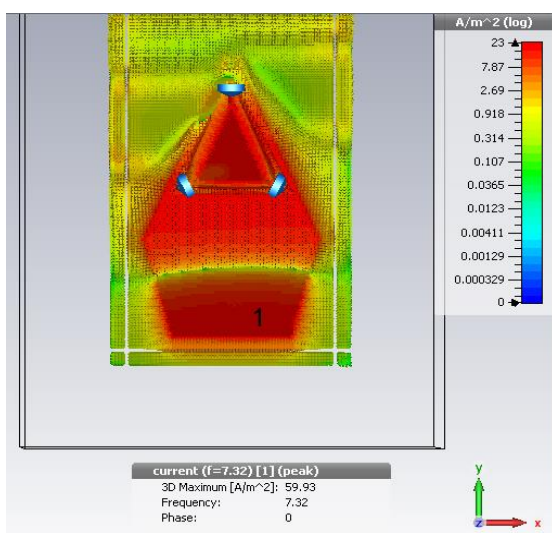 A/m^2 (log)
23
7.87
2.69
0.918
0.314
0.107
0.0365
0.0123
0.00411
0.00129
0.000329
0
1
current (f=7.32) [1] (peak)
3D Maximum [A/m^2]: 59.93
Frequency: 7.32
Phase: 0
y
z
x